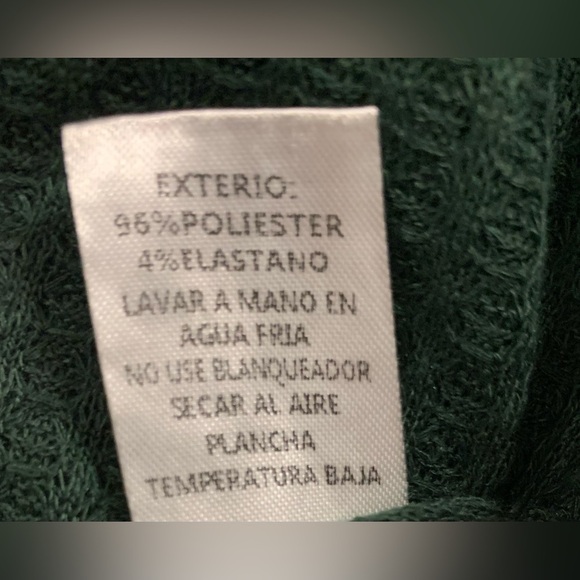 EXTERIO:
96%POLIESTER
4%ELASTANO
LAVAR A MANO EN
AGUA FRIA
NO USE BLANQUEADOR
SECAR AL AIRE
PLANCHA
TEMPERATURA BAJA